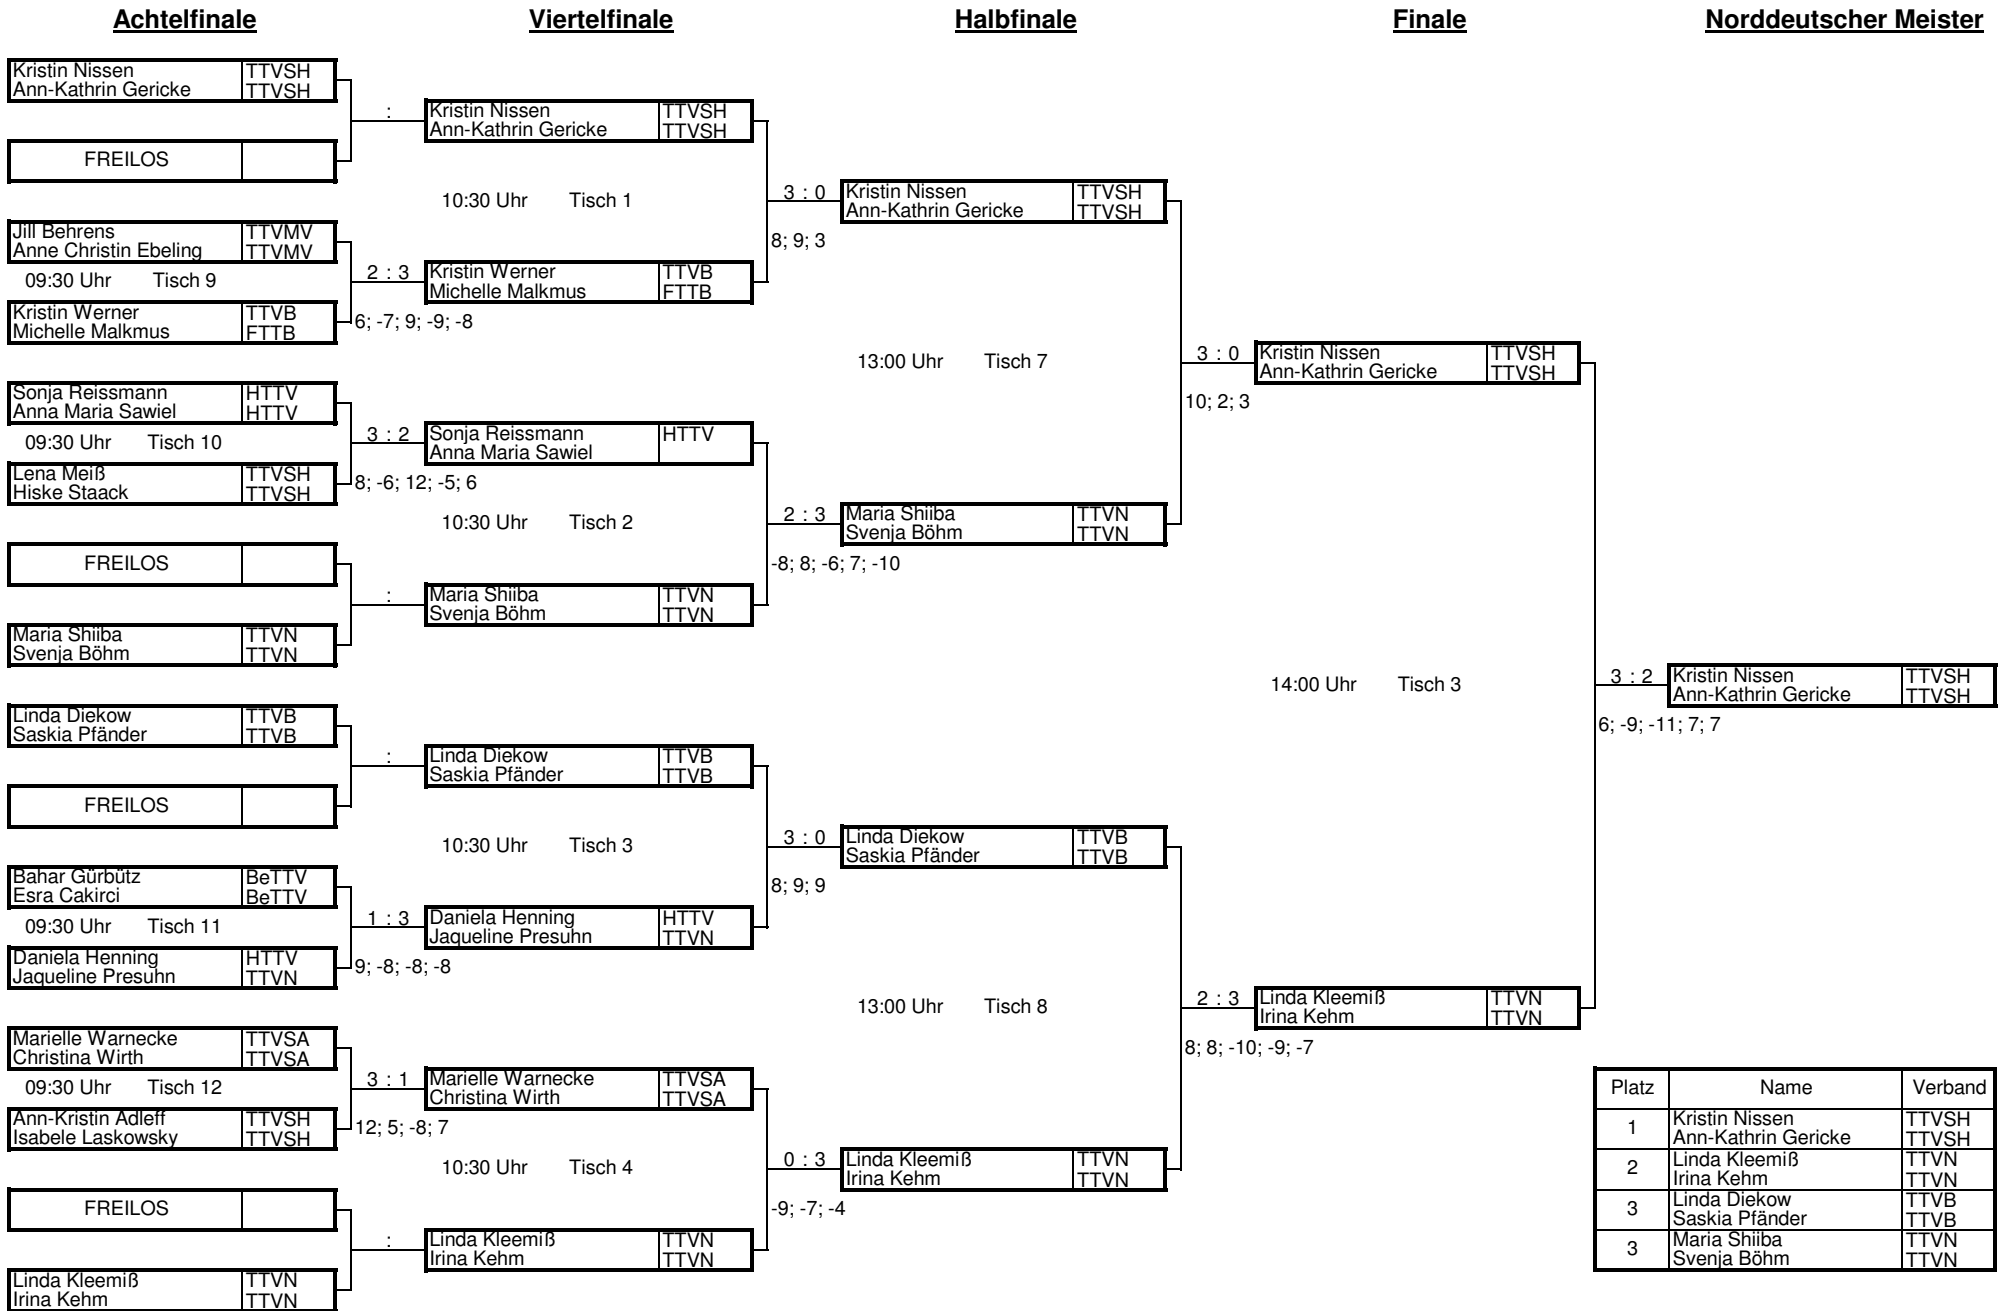 Achtelfinale Viertelfinale Halbfinale Finale Norddeutscher Meister
Kristin Nissen TTVSH
Ann-Kathrin Gericke TTVSH
:
Kristin Nissen TTVSH
Ann-Kathrin Gericke TTVSH
FREILOS
10:30 Uhr Tisch 1
3 : 0
Kristin Nissen TTVSH
Ann-Kathrin Gericke TTVSH
8; 9; 3
Jill Behrens TTVMV
Anne Christin Ebeling TTVMV
09:30 Uhr Tisch 9
2 : 3
Kristin Werner TTVB
Michelle Malkmus FTTB
Kristin Werner TTVB
Michelle Malkmus FTTB
6; -7; 9; -9; -8
13:00 Uhr Tisch 7
3 : 0
Kristin Nissen TTVSH
Ann-Kathrin Gericke TTVSH
10; 2; 3
Sonja Reissmann HTTV
Anna Maria Sawiel HTTV
09:30 Uhr Tisch 10
3 : 2
Sonja Reissmann HTTV
Anna Maria Sawiel
Lena Meiß TTVSH
Hiske Staack TTVSH
8; -6; 12; -5; 6
10:30 Uhr Tisch 2
2 : 3
Maria Shiiba TTVN
Svenja Böhm TTVN
-8; 8; -6; 7; -10
FREILOS
:
Maria Shiiba TTVN
Svenja Böhm TTVN
Maria Shiiba TTVN
Svenja Böhm TTVN
14:00 Uhr Tisch 3
3 : 2
Kristin Nissen TTVSH
Ann-Kathrin Gericke TTVSH
6; -9; -11; 7; 7
Linda Diekow TTVB
Saskia Pfänder TTVB
:
Linda Diekow TTVB
Saskia Pfänder TTVB
FREILOS
10:30 Uhr Tisch 3
3 : 0
Linda Diekow TTVB
Saskia Pfänder TTVB
8; 9; 9
Bahar Gürbütz BeTTV
Esra Cakirci BeTTV
09:30 Uhr Tisch 11
1 : 3
Daniela Henning HTTV
Jaqueline Presuhn TTVN
Daniela Henning HTTV
Jaqueline Presuhn TTVN
9; -8; -8; -8
13:00 Uhr Tisch 8
2 : 3
Linda Kleemiß TTVN
Irina Kehm TTVN
8; 8; -10; -9; -7
Marielle Warnecke TTVSA
Christina Wirth TTVSA
09:30 Uhr Tisch 12
3 : 1
Marielle Warnecke TTVSA
Christina Wirth TTVSA
Ann-Kristin Adleff TTVSH
Isabele Laskowsky TTVSH
12; 5; -8; 7
10:30 Uhr Tisch 4
0 : 3
Linda Kleemiß TTVN
Irina Kehm TTVN
-9; -7; -4
FREILOS
:
Linda Kleemiß TTVN
Irina Kehm TTVN
Linda Kleemiß TTVN
Irina Kehm TTVN
Platz Name Verband
1 Kristin Nissen TTVSH
Ann-Kathrin Gericke TTVSH
2 Linda Kleemiß TTVN
Irina Kehm TTVN
3 Linda Diekow TTVB
Saskia Pfänder TTVB
3 Maria Shiiba TTVN
Svenja Böhm TTVN